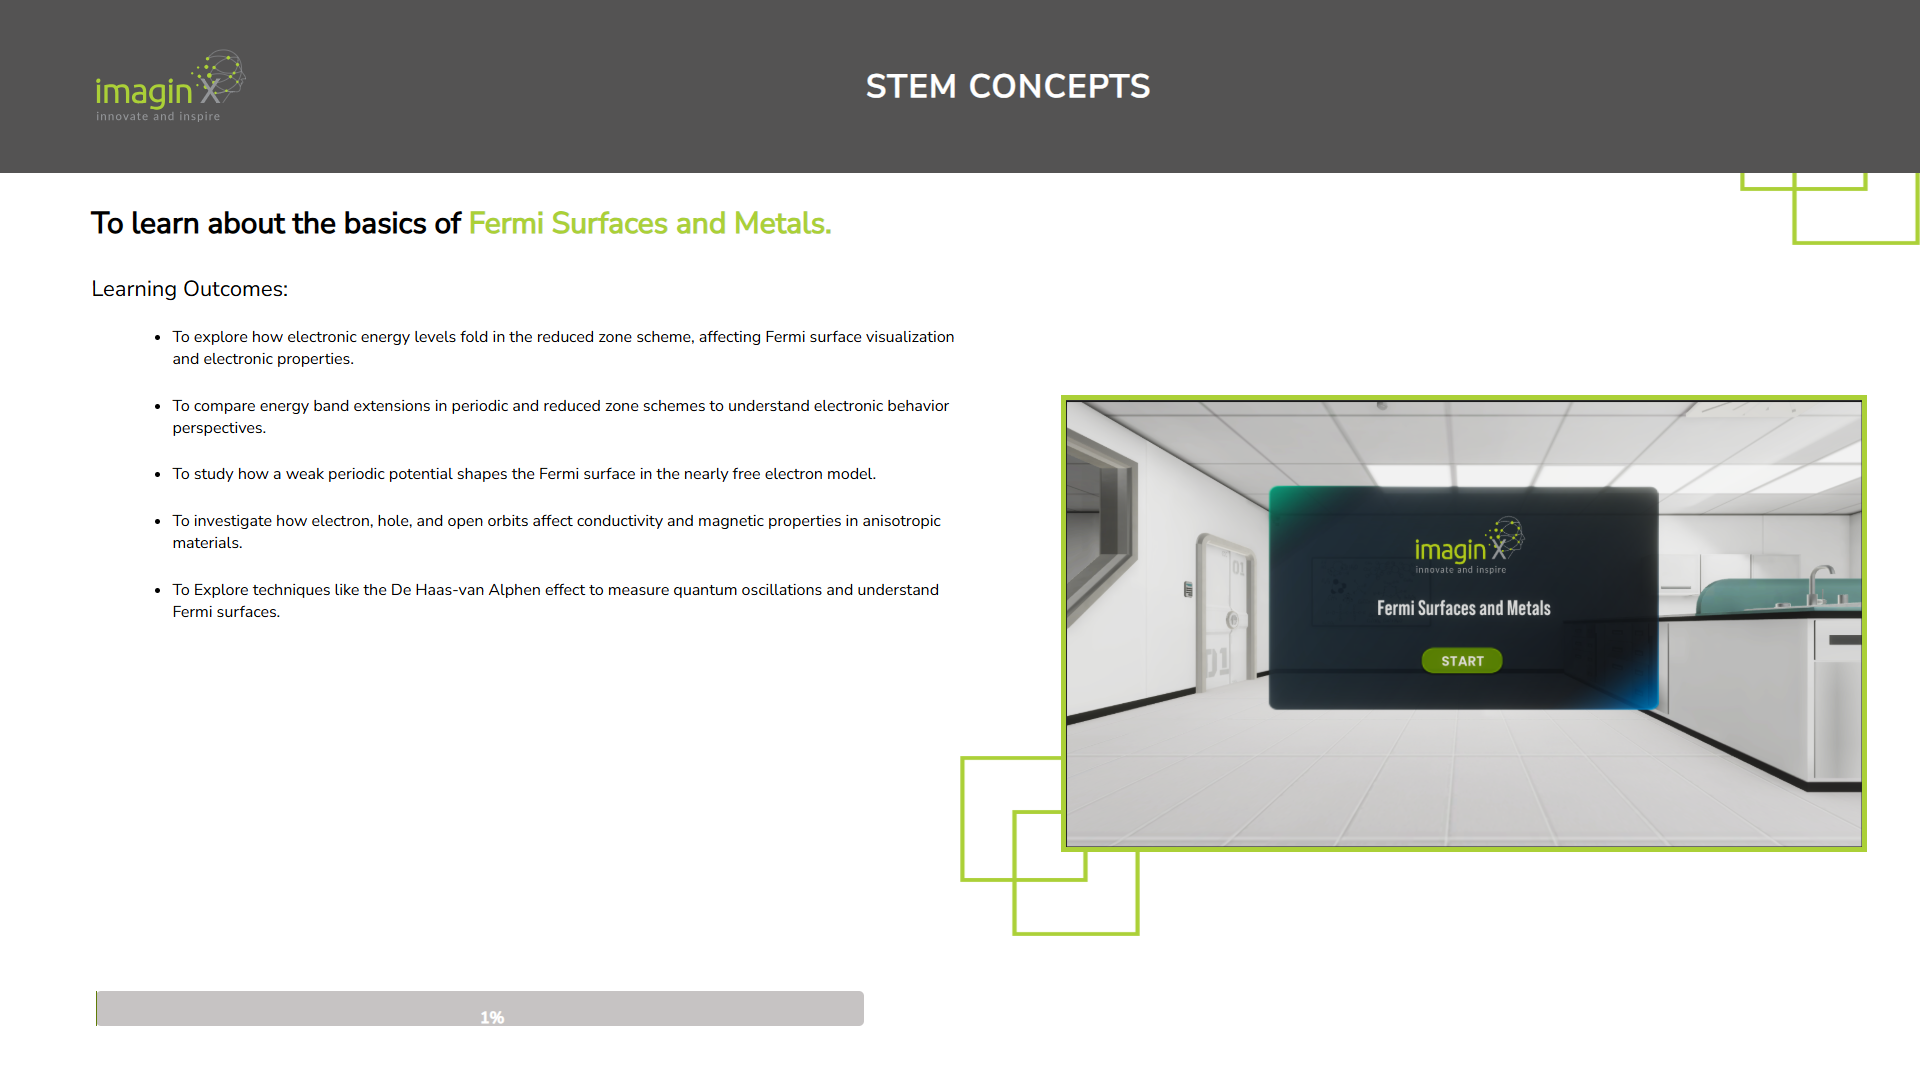 imagin X
innovate and inspire
STEM CONCEPTS
To learn about the basics of Fermi Surfaces and Metals.
Learning Outcomes:
• To explore how electronic energy levels fold in the reduced zone scheme, affecting Fermi surface visualization
and electronic properties.
• To compare energy band extensions in periodic and reduced zone schemes to understand electronic behavior
perspectives.
• To study how a weak periodic potential shapes the Fermi surface in the nearly free electron model.
• To investigate how electron, hole, and open orbits affect conductivity and magnetic properties in anisotropic
materials.
• To Explore techniques like the De Haas-van Alphen effect to measure quantum oscillations and understand
Fermi surfaces.
01
01
imagin X
innovate and inspire
Fermi Surfaces and Metals
START
1%